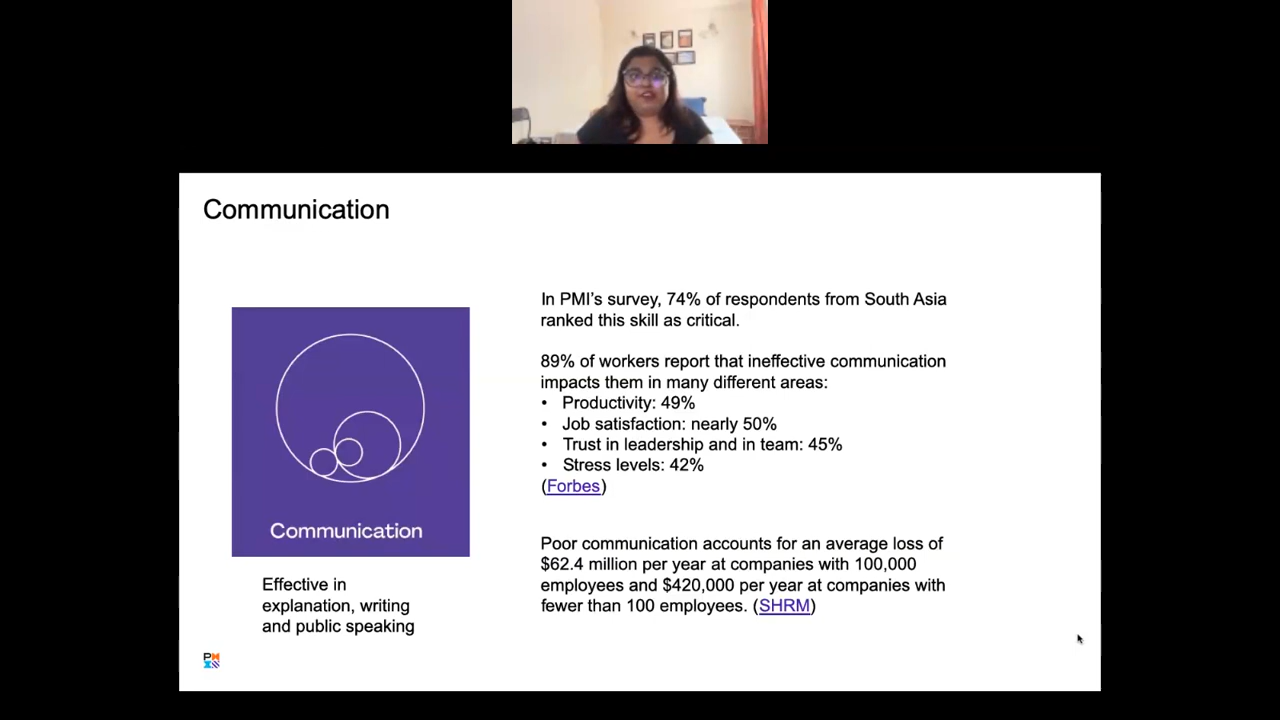 Communication
In PMI’s survey, 74% of respondents from South Asia
ranked this skill as critical.
89% of workers report that ineffective communication
impacts them in many different areas:
• Productivity: 49%
• Job satisfaction: nearly 50%
• Trust in leadership and in team: 45%
• Stress levels: 42%
(Forbes)
Communication
Effective in
explanation, writing
and public speaking
Poor communication accounts for an average loss of
$62.4 million per year at companies with 100,000
employees and $420,000 per year at companies with
fewer than 100 employees. (SHRM)
PM